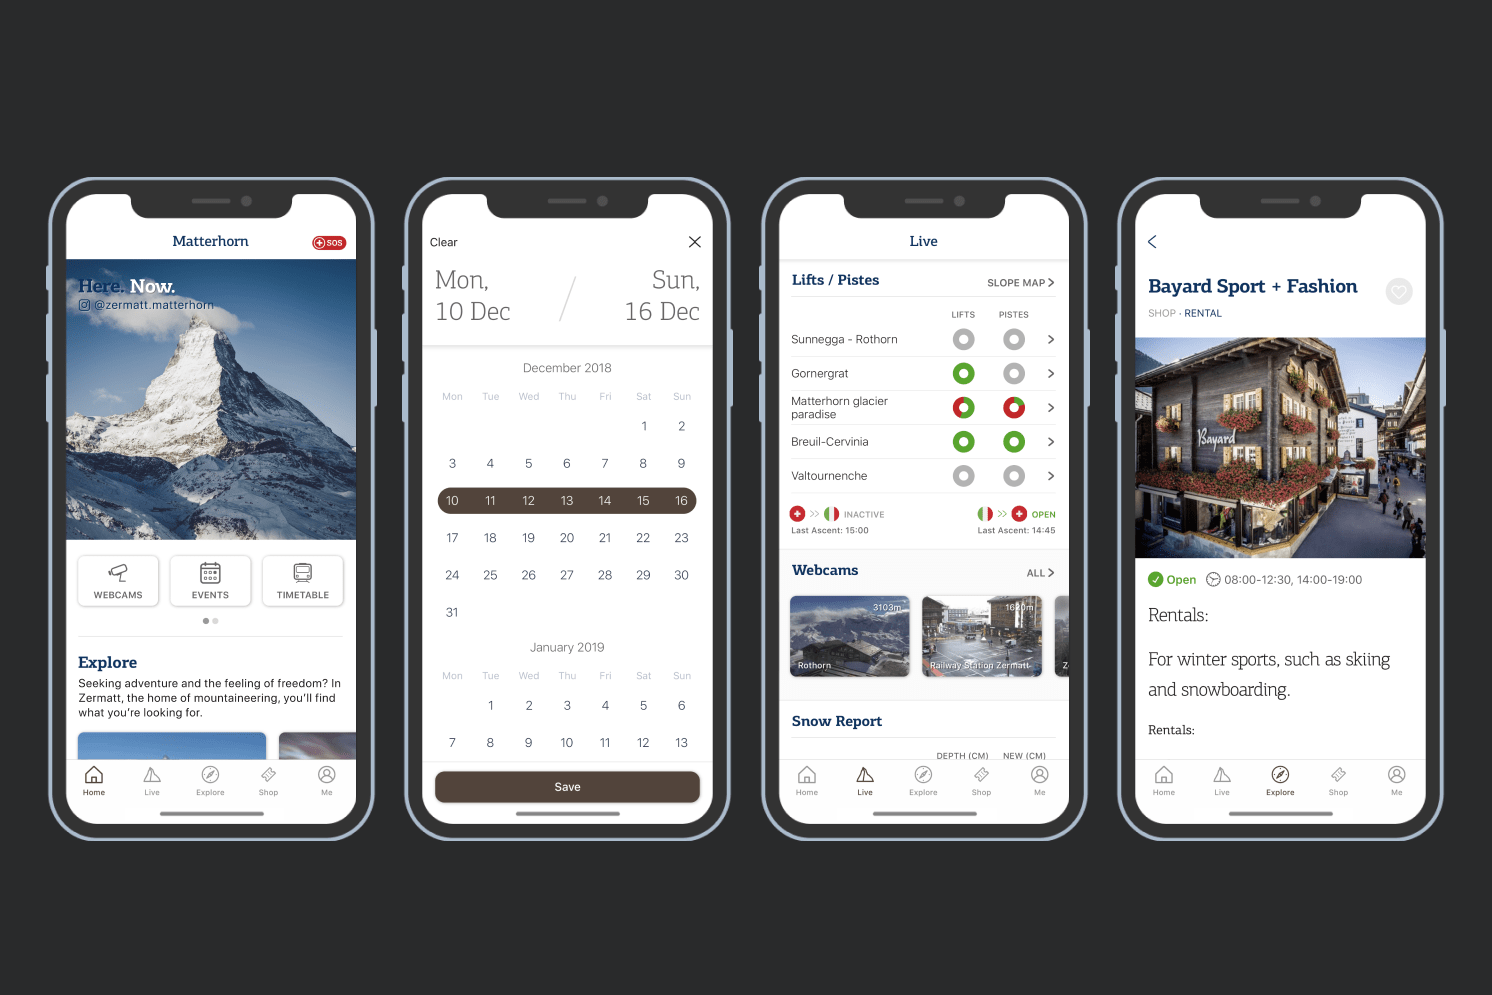 Matterhorn
SOS
Here. Now.
@zermatt.matterhorn
WEBCAMS
EVENTS
TIMETABLE
Explore
Seeking adventure and the feeling of freedom? In
Zermatt, the home of mountaineering, you'll find
what you're looking for.
Home Live Explore Shop Me
Clear
Mon, Sun,
10 Dec 16 Dec
December 2018
Mon Tue Wed Thu Fri Sat Sun
1 2
3 4 5 6 7 8 9
10 11 12 13 14 15 16
17 18 19 20 21 22 23
24 25 26 27 28 29 30
31
January 2019
Mon Tue Wed Thu Fri Sat Sun
1 2 3 4 5 6
7 8 9 10 11 12 13
Save
Live
Lifts / Pistes SLOPE MAP
LIFTS PISTES
Sunnegga - Rothorn
Gornergrat
Matterhorn glacier
paradise
Breuil-Cervinia
Valtournenche
INACTIVE OPEN
Last Ascent: 15:00 Last Ascent: 14:45
Webcams ALL
3103m 1620m
Rothorn Railway Station Zermatt
Snow Report
DEPTH (CM) NEW (CM)
Home Live Explore Shop Me
Bayard Sport + Fashion
SHOP · RENTAL
Bayard
Open 08:00-12:30, 14:00-19:00
Rentals:
For winter sports, such as skiing
and snowboarding.
Rentals:
Home Live Explore Shop Me